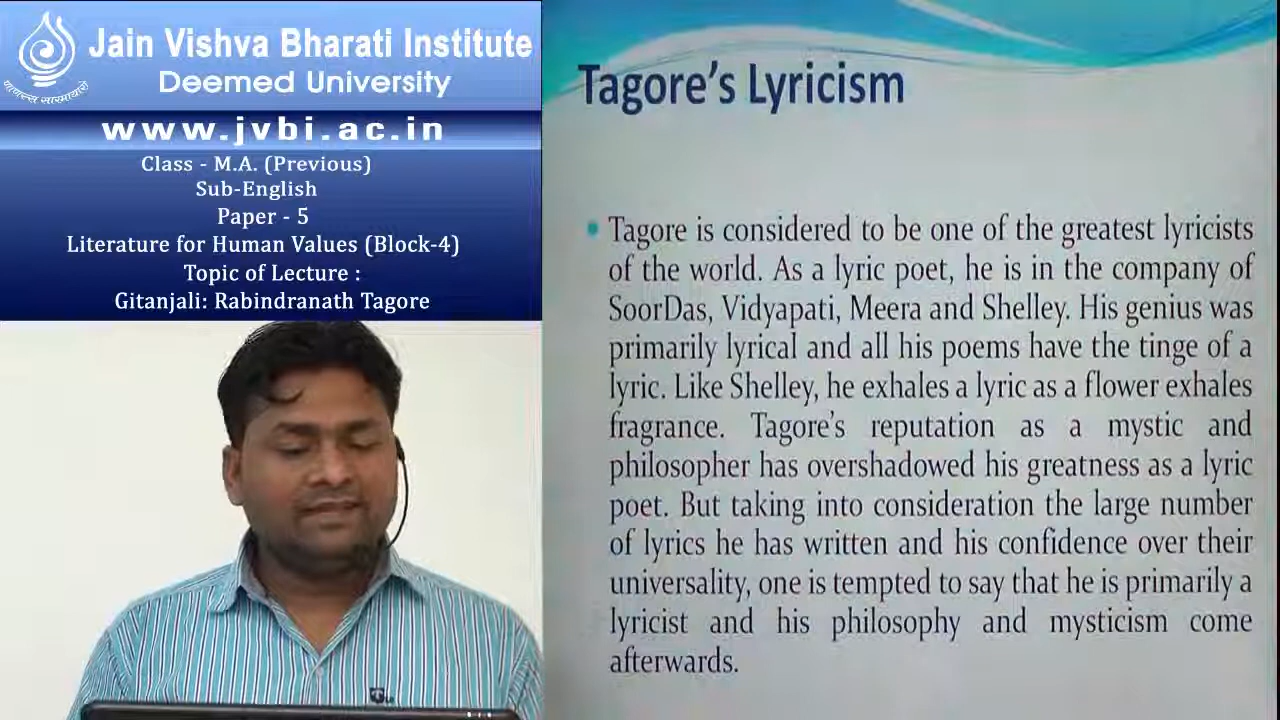 Jain Vishva Bharati Institute
Deemed University
णाणस्स सारमायारो
www.jvbi.ac.in
Class - M.A. (Previous)
Sub-English
Paper - 5
Literature for Human Values (Block-4)
Topic of Lecture :
Gitanjali: Rabindranath Tagore
Tagore's Lyricism
• Tagore is considered to be one of the greatest lyricists
of the world. As a lyric poet, he is in the company of
SoorDas, Vidyapati, Meera and Shelley. His genius was
primarily lyrical and all his poems have the tinge of a
lyric. Like Shelley, he exhales a lyric as a flower exhales
fragrance. Tagore's reputation as a mystic and
philosopher has overshadowed his greatness as a lyric
poet. But taking into consideration the large number
of lyrics he has written and his confidence over their
universality, one is tempted to say that he is primarily a
lyricist and his philosophy and mysticism come
afterwards.